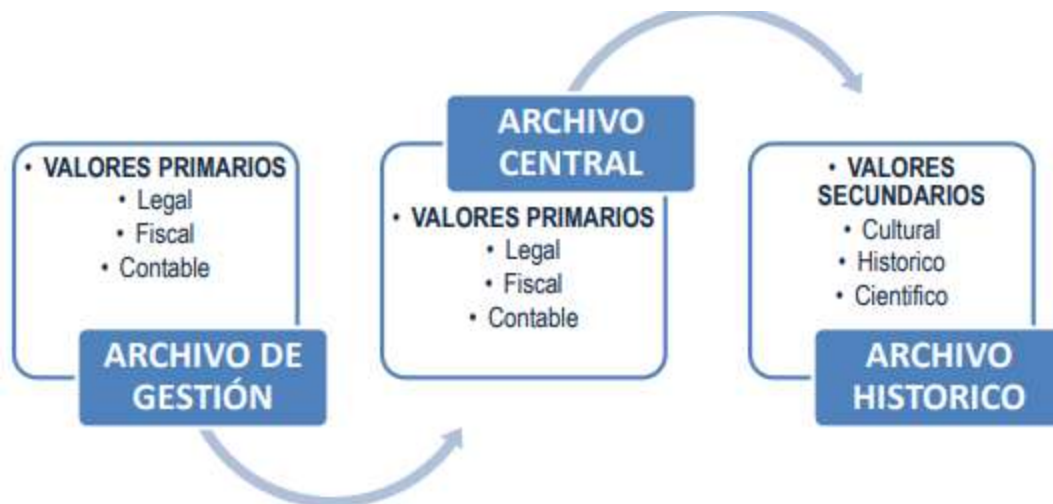 • VALORES PRIMARIOS
• Legal
• Fiscal
• Contable
ARCHIVO DE
GESTIÓN
ARCHIVO
CENTRAL
• VALORES PRIMARIOS
• Legal
• Fiscal
• Contable
• VALORES
SECUNDARIOS
• Cultural
• Historico
• Científico
ARCHIVO
HISTORICO